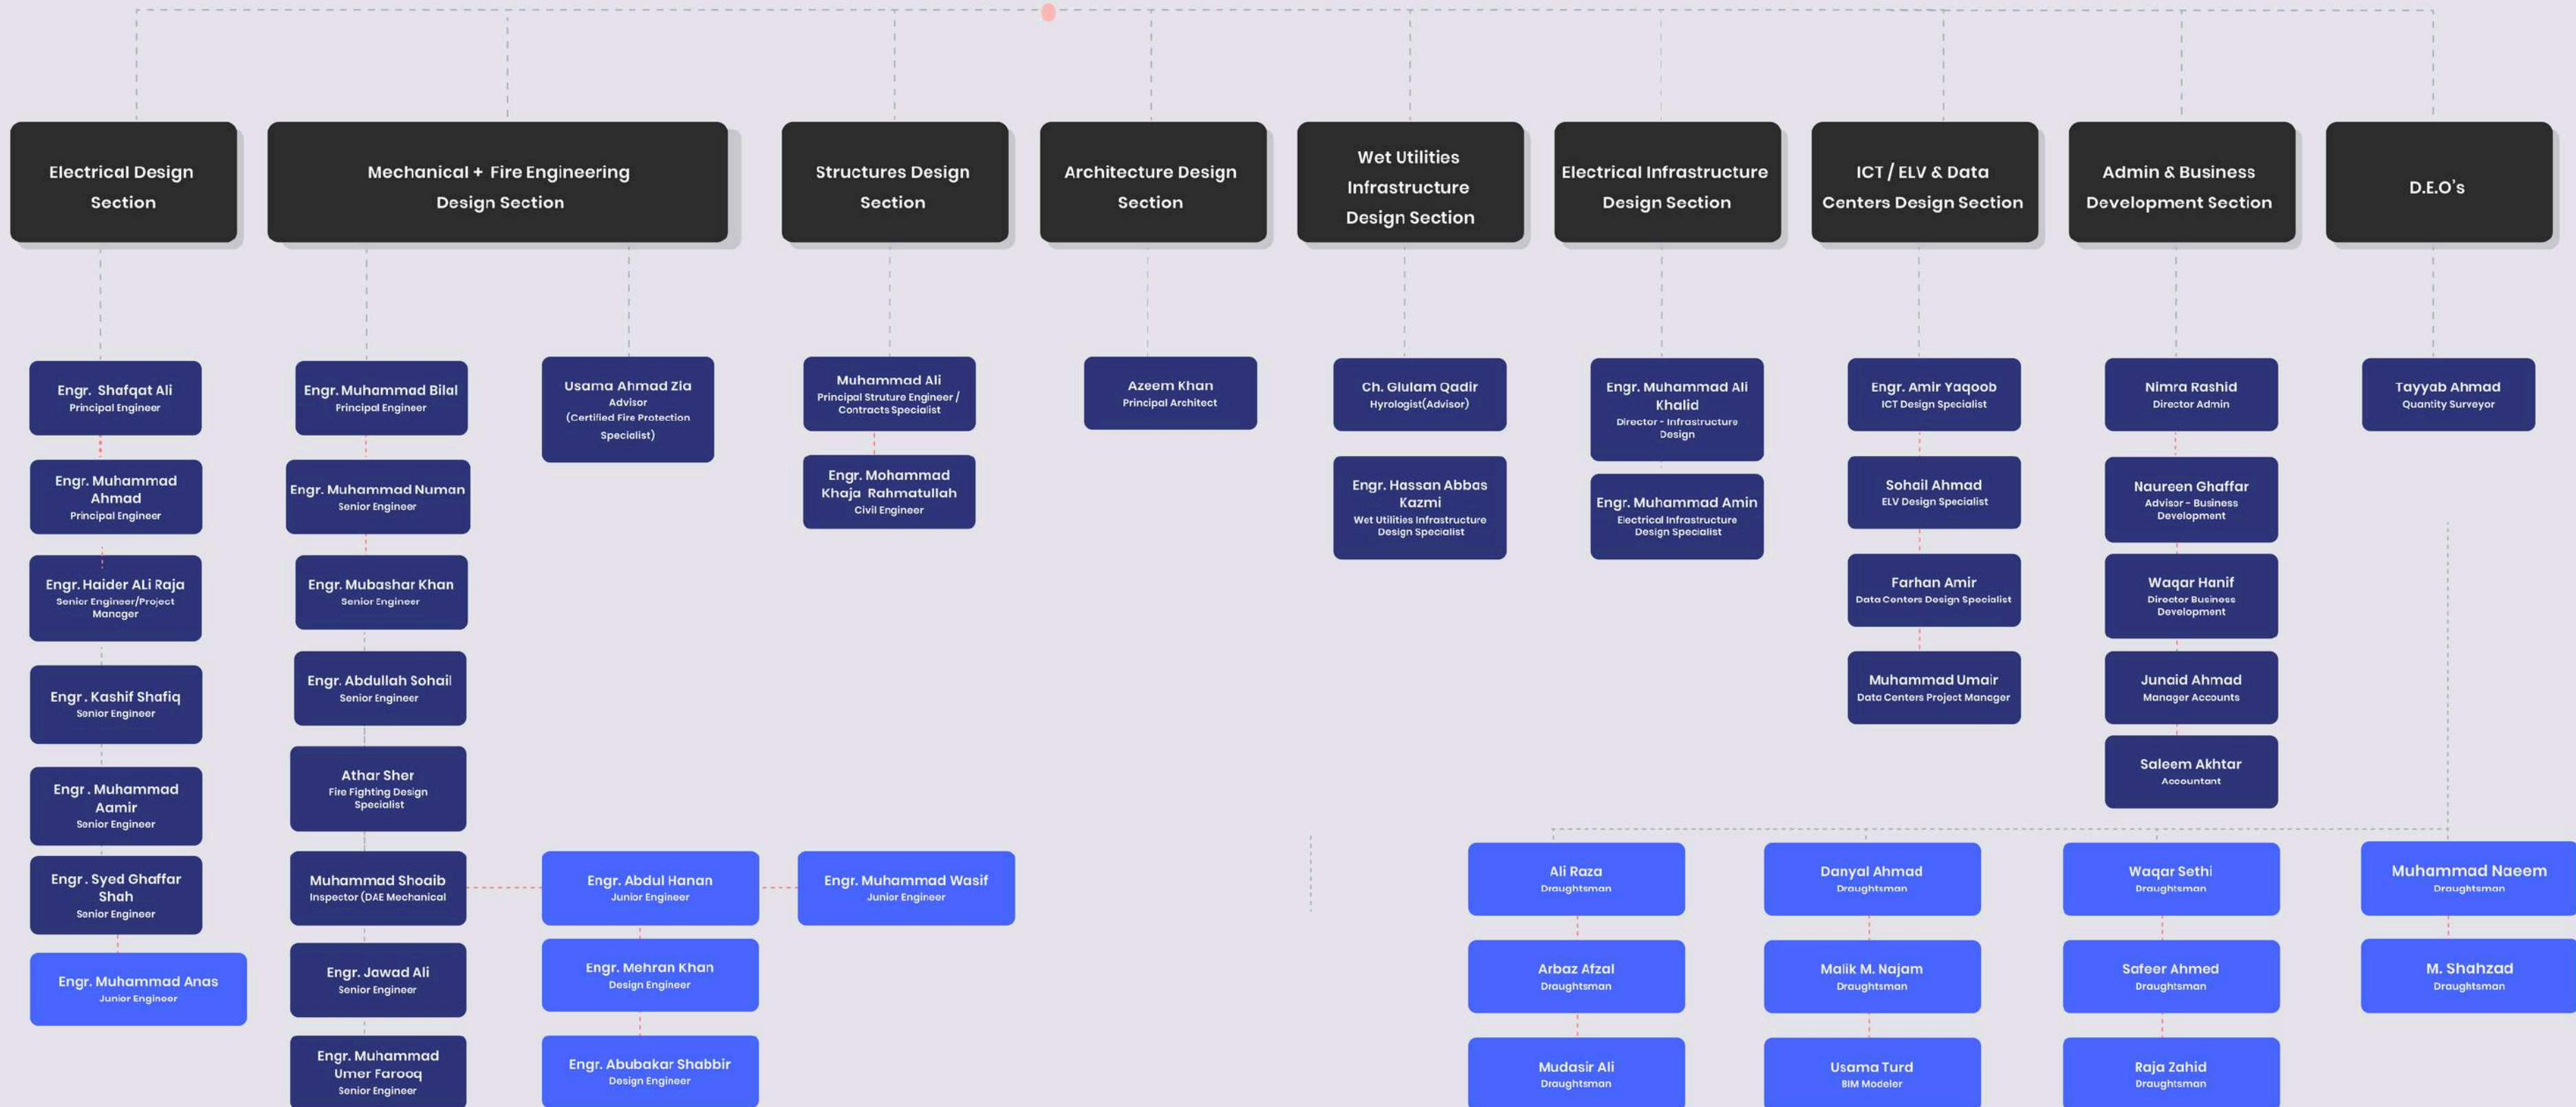 Electrical Design
Section
Mechanical + Fire Engineering
Design Section
Structures Design
Section
Architecture Design
Section
Wet Utilities
Infrastructure
Design Section
Electrical Infrastructure
Design Section
ICT / ELV & Data
Centers Design Section
Admin & Business
Development Section
D.E.O's
Engr. Shafqat Ali
Principal Engineer
Engr. Muhammad
Ahmad
Principal Engineer
Engr. Haider ALi Raja
Senior Engineer/Project
Manager
Engr . Kashif Shafiq
Senior Engineer
Engr . Muhammad
Aamir
Senior Engineer
Engr . Syed Ghaffar
Shah
Senior Engineer
Engr. Muhammad Anas
Junior Engineer
Engr. Muhammad Bilal
Principal Engineer
Engr. Muhammad Numan
Senior Engineer
Engr. Mubashar Khan
Senior Engineer
Engr. Abdullah Sohail
Senior Engineer
Athar Sher
Fire Fighting Design
Specialist
Muhammad Shoaib
Inspector (DAE Mechanical
Engr. Jawad Ali
Senior Engineer
Engr. Muhammad
Umer Farooq
Senior Engineer
Usama Ahmad Zia
Advisor
(Certified Fire Protection
Specialist)
Engr. Abdul Hanan
Junior Engineer
Engr. Mehran Khan
Design Engineer
Engr. Abubakar Shabbir
Design Engineer
Engr. Muhammad Wasif
Junior Engineer
Muhammad Ali
Principal Struture Engineer /
Contracts Specialist
Engr. Mohammad
Khaja Rahmatullah
Civil Engineer
Azeem Khan
Principal Architect
Ch. Glulam Qadir
Hyrologist(Advisor)
Engr. Hassan Abbas
Kazmi
Wet Utilities Infrastructure
Design Specialist
Engr. Muhammad Ali
Khalid
Director - Infrastructure
Design
Engr. Muhammad Amin
Electrical Infrastructure
Design Specialist
Engr. Amir Yaqoob
ICT Design Specialist
Sohail Ahmad
ELV Design Specialist
Farhan Amir
Data Centers Design Specialist
Muhammad Umair
Data Centers Project Manager
Nimra Rashid
Director Admin
Naureen Ghaffar
Advisor - Business
Development
Waqar Hanif
Director Business
Development
Junaid Ahmad
Manager Accounts
Saleem Akhtar
Accountant
Tayyab Ahmad
Quantity Surveyor
Ali Raza
Draughtsman
Arbaz Afzal
Draughtsman
Mudasir Ali
Draughtsman
Danyal Ahmad
Draughtsman
Malik M. Najam
Draughtsman
Usama Turd
BIM Modeler
Waqar Sethi
Draughtsman
Safeer Ahmed
Draughtsman
Raja Zahid
Draughtsman
Muhammad Naeem
Draughtsman
M. Shahzad
Draughtsman